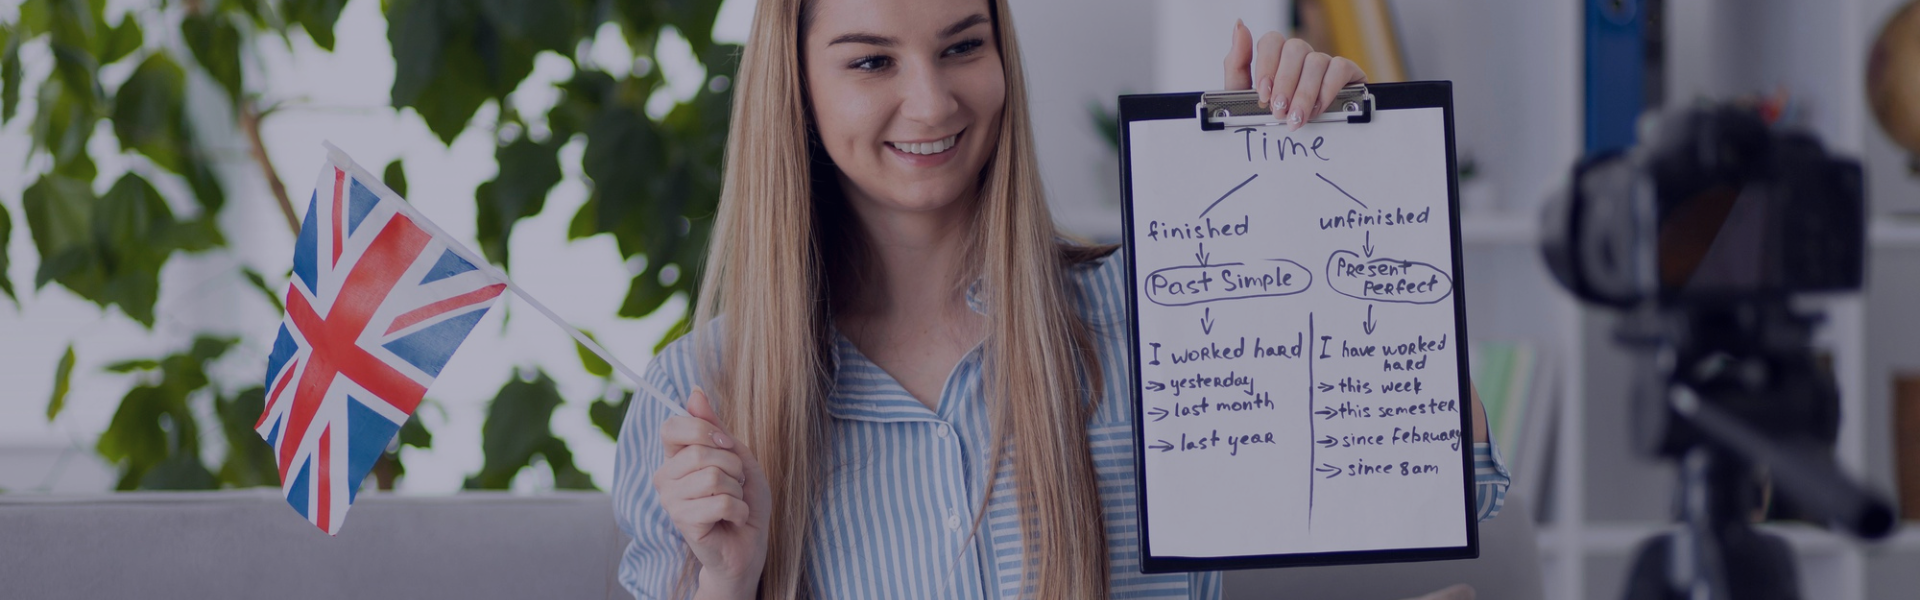 Time
finished
Past Simple
I worked hard
yesterday
last month
last year
unfinished
Present
Perfect
I have worked
hard
this week
this semester
since February
since 8am